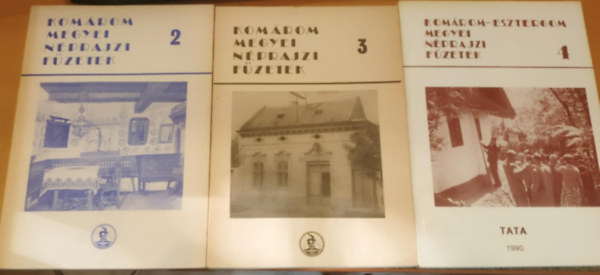 KOMÁROM
MEGYEI
NÉPRAJZI
FÜZETEK
2
KOMÁROM
MEGYEI
NÉPRAJZI
FÜZETEK
3
KOMÁROM-ESZTERGOM
MEGYEI
NÉPRAJZI
FÜZETEK
4
TATA
1990.